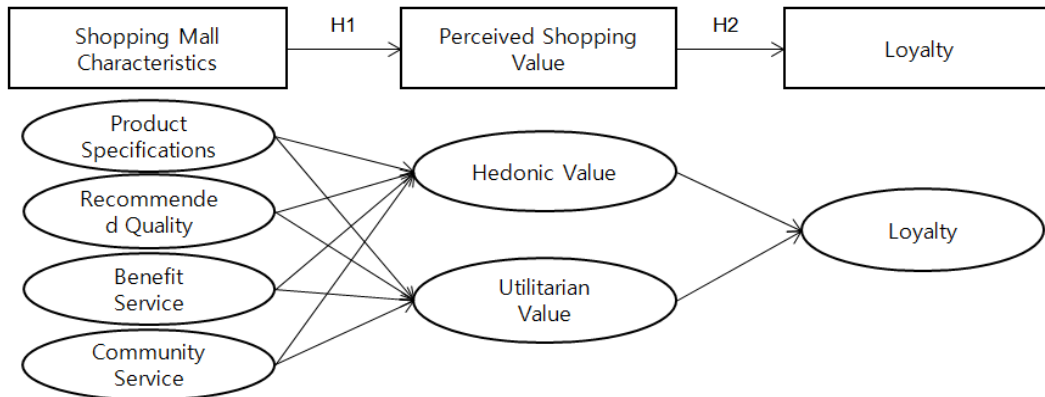 Shopping Mall
Characteristics
H1
Perceived Shopping
Value
H2
Loyalty
Product
Specifications
Recommende
d Quality
Benefit
Service
Community
Service
Hedonic Value
Utilitarian
Value
Loyalty